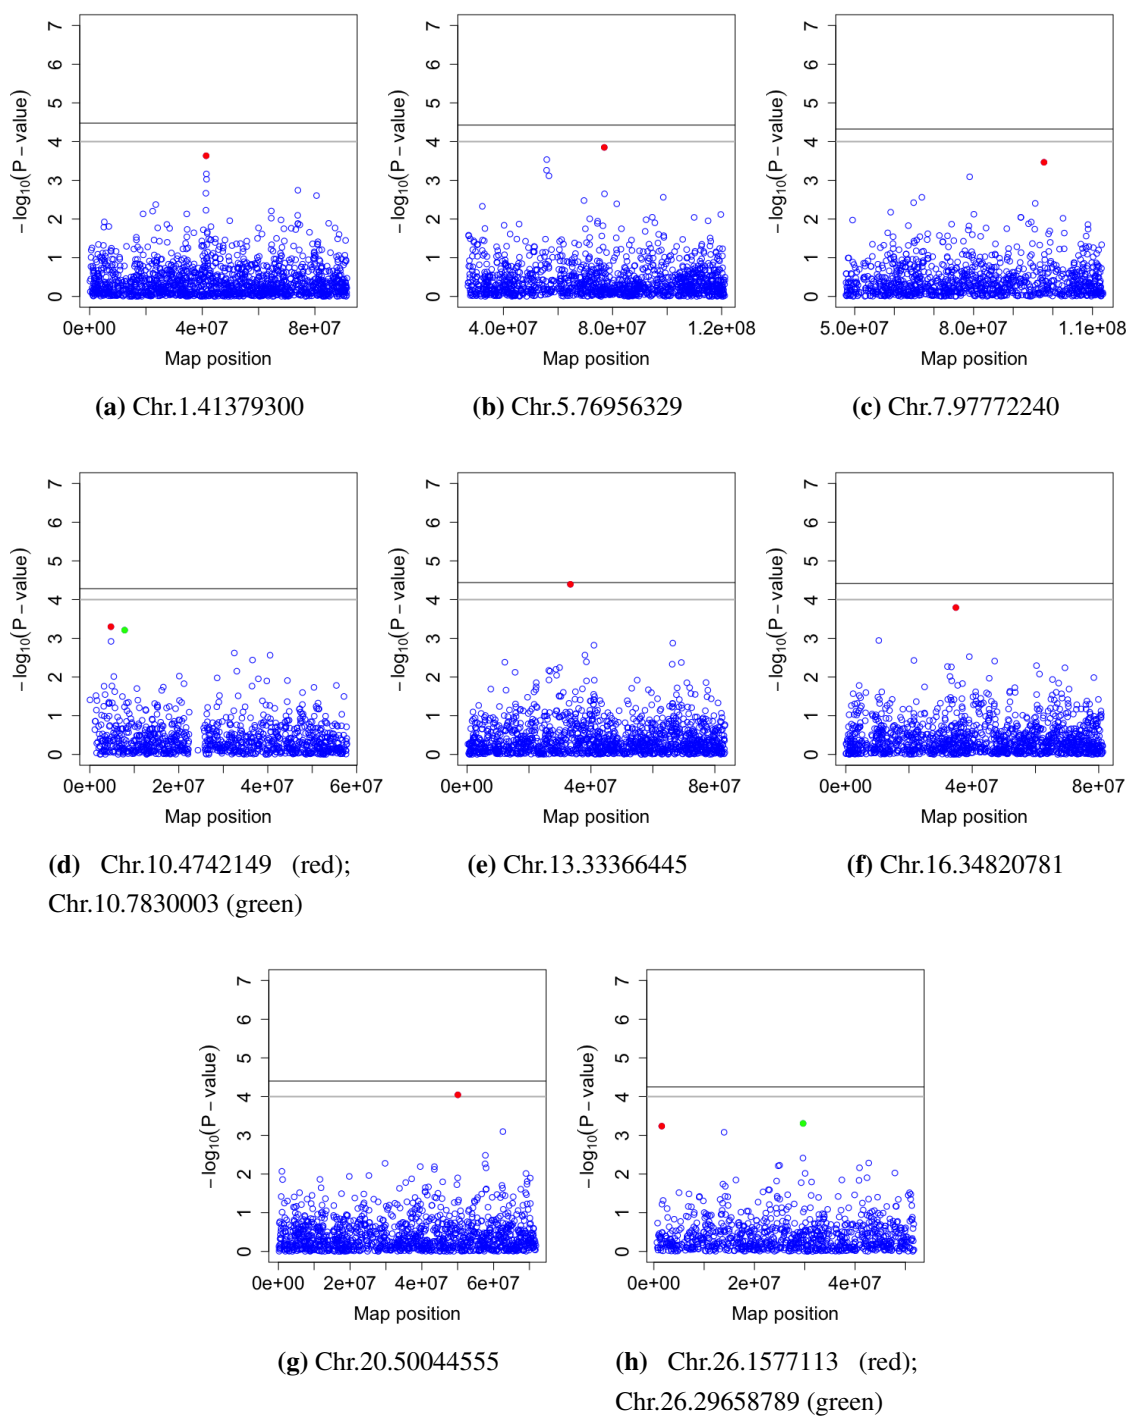 7
6
5
4
3
2
1
0
−log10(P−value)
0e+00 4e+07 8e+07
Map position
(a) Chr.1.41379300
7
6
5
4
3
2
1
0
−log10(P−value)
4.0e+07 8.0e+07 1.2e+08
Map position
(b) Chr.5.76956329
7
6
5
4
3
2
1
0
−log10(P−value)
5.0e+07 8.0e+07 1.1e+08
Map position
(c) Chr.7.97772240
7
6
5
4
3
2
1
0
−log10(P−value)
0e+00 2e+07 4e+07 6e+07
Map position
(d) Chr.10.4742149 (red);
Chr.10.7830003 (green)
7
6
5
4
3
2
1
0
−log10(P−value)
0e+00 4e+07 8e+07
Map position
(e) Chr.13.33366445
7
6
5
4
3
2
1
0
−log10(P−value)
0e+00 4e+07 8e+07
Map position
(f) Chr.16.34820781
7
6
5
4
3
2
1
0
−log10(P−value)
0e+00 2e+07 4e+07 6e+07
Map position
(g) Chr.20.50044555
7
6
5
4
3
2
1
0
−log10(P−value)
0e+00 2e+07 4e+07
Map position
(h) Chr.26.1577113 (red);
Chr.26.29658789 (green)